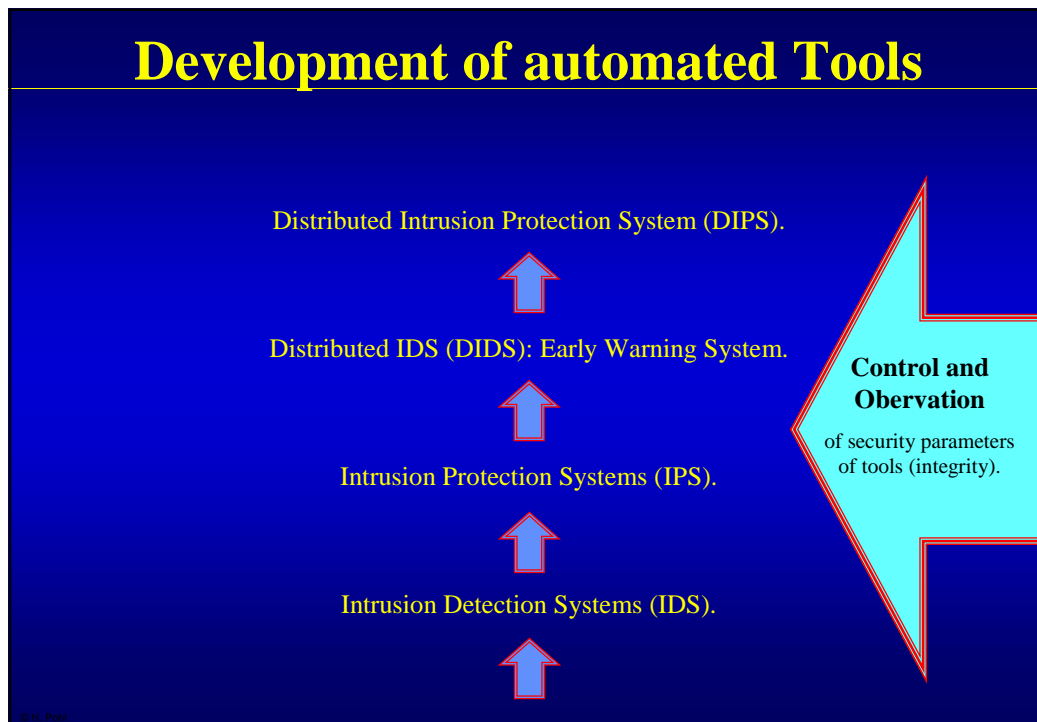 Development of automated Tools
Distributed Intrusion Protection System (DIPS).
Distributed IDS (DIDS): Early Warning System.
Control and
Obervation
of security parameters
of tools (integrity).
Intrusion Protection Systems (IPS).
Intrusion Detection Systems (IDS).